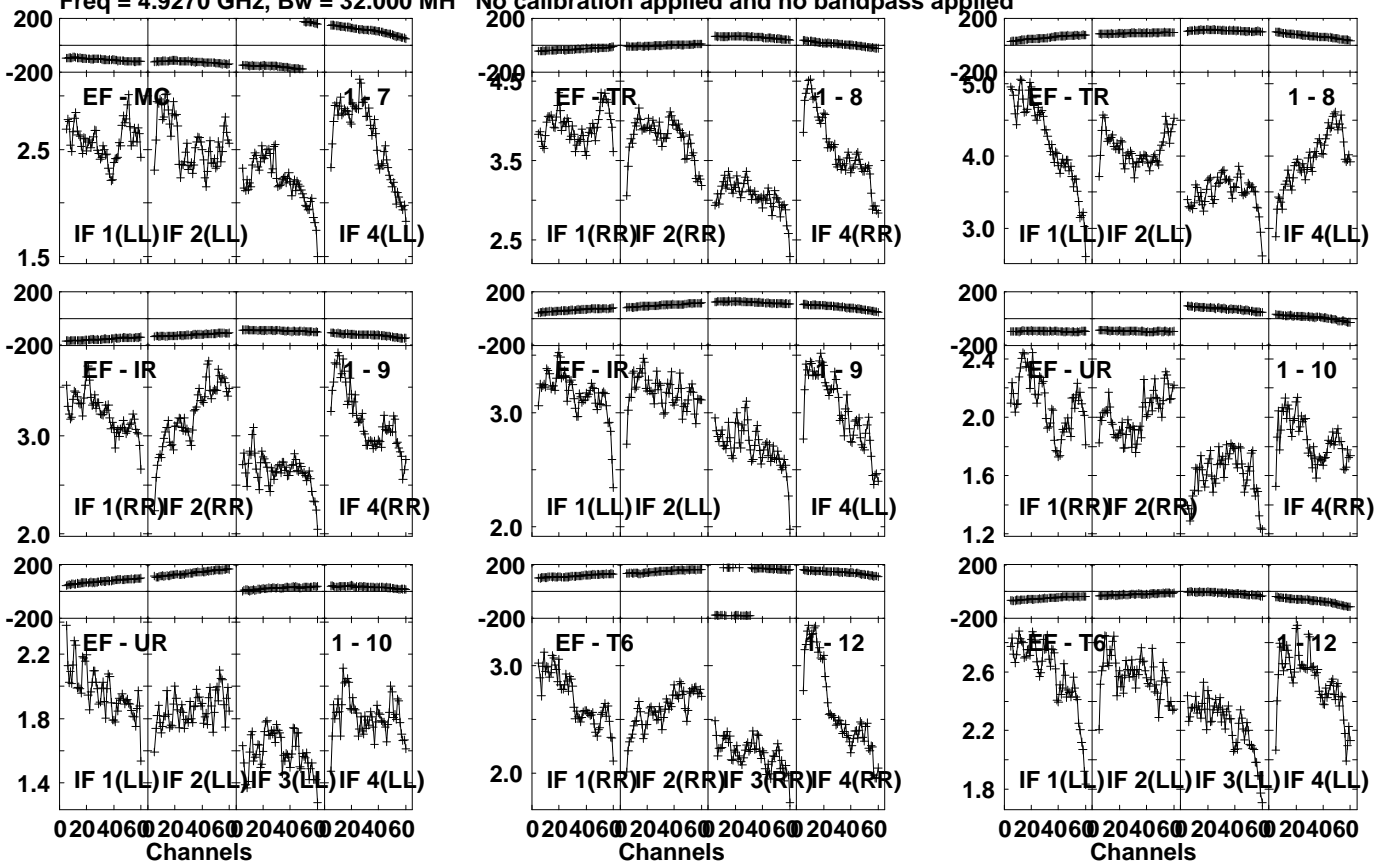 Freq = 4.9270 GHz, Bw = 32.000 MH No calibration applied and no bandpass applied
200
-200
EF - MC 1 - 7
2.5
1.5
IF 1(LL) IF 2(LL) IF 4(LL)
200
-200
4.5
EF - TR 1 - 8
3.5
2.5
IF 1(RR) IF 2(RR) IF 4(RR)
200
-200
5.0
EF - TR 1 - 8
4.0
3.0
IF 1(LL) IF 2(LL) IF 4(LL)
200
-200
EF - IR 1 - 9
3.0
2.0
IF 1(RR) IF 2(RR) IF 4(RR)
200
-200
EF - IR 1 - 9
3.0
2.0
IF 1(LL) IF 2(LL) IF 4(LL)
200
-200
2.4
EF - UR 1 - 10
2.0
1.6
1.2
IF 1(RR) IF 2(RR) IF 4(RR)
200
-200
2.2
EF - UR 1 - 10
1.8
1.4
IF 1(LL) IF 2(LL) IF 3(LL) IF 4(LL)
0 20 40 60 0 20 40 60 0 20 40 60 0 20 40 60
Channels
200
-200
EF - T6 1 - 12
3.0
2.0
IF 1(RR) IF 2(RR) IF 3(RR) IF 4(RR)
0 20 40 60 0 20 40 60 0 20 40 60 0 20 40 60
Channels
200
-200
EF - T6 1 - 12
2.6
2.2
1.8
IF 1(LL) IF 2(LL) IF 3(LL) IF 4(LL)
0 20 40 60 0 20 40 60 0 20 40 60 0 20 40 60
Channels